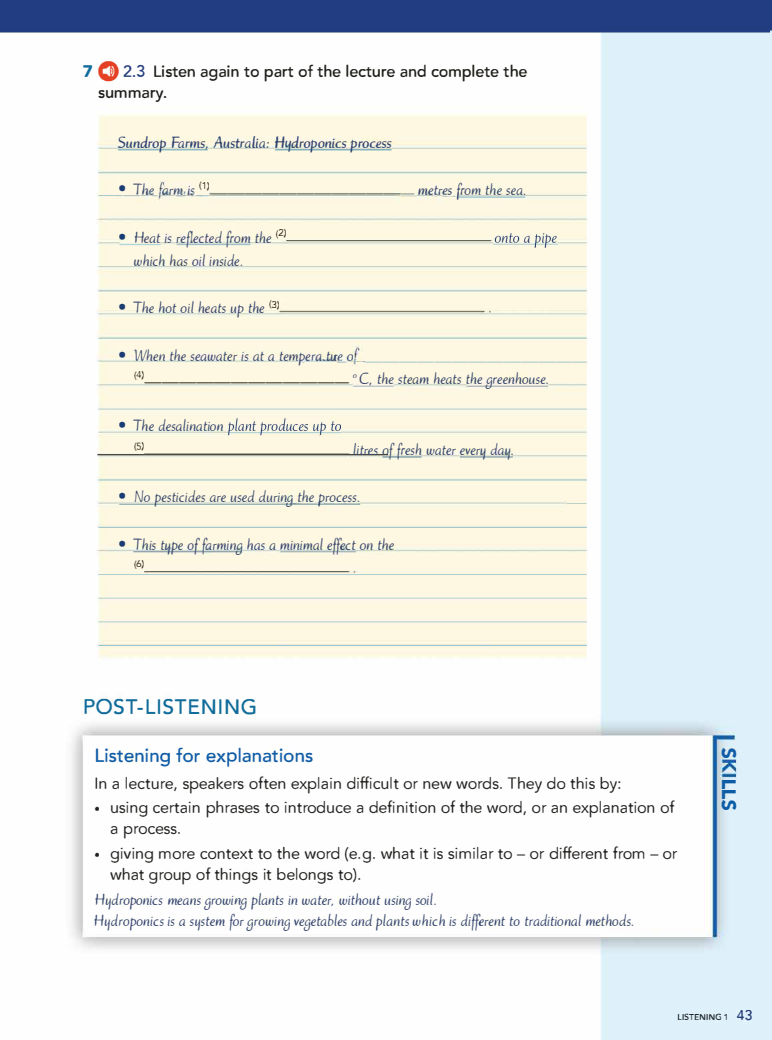 7 2.3 Listen again to part of the lecture and complete the
summary.
Sundrop Farms, Australia: Hydroponics process
• The farm is (1)____________________ metres from the sea.
• Heat is reflected from the (2)____________________ onto a pipe
which has oil inside.
• The hot oil heats up the (3)____________________ .
• When the seawater is at a temperature of
(4)____________________ °C, the steam heats the greenhouse.
• The desalination plant produces up to
(5)____________________ litres of fresh water every day.
• No pesticides are used during the process.
• This type of farming has a minimal effect on the
(6)____________________ .
POST-LISTENING
SKILLS
Listening for explanations
In a lecture, speakers often explain difficult or new words. They do this by:
• using certain phrases to introduce a definition of the word, or an explanation of
a process.
• giving more context to the word (e.g. what it is similar to – or different from – or
what group of things it belongs to).
Hydroponics means growing plants in water, without using soil.
Hydroponics is a system for growing vegetables and plants which is different to traditional methods.
LISTENING 1 43